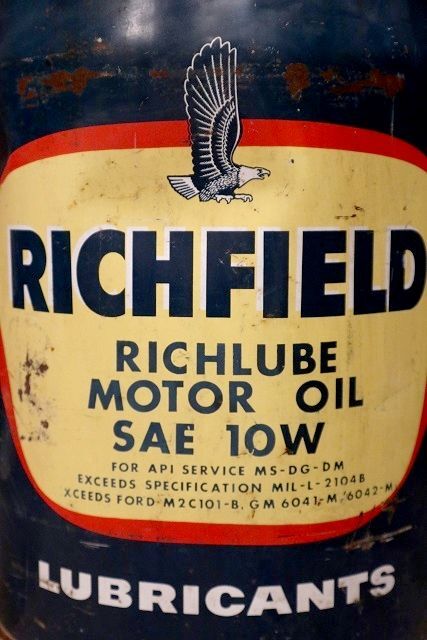 RICHFIELD
RICHLUBE
MOTOR OIL
SAE 10W
FOR API SERVICE MS-DG-DM
EXCEEDS SPECIFICATION MIL-L-2104B
XCEEDS FORD M2C101-B, GM 6041-M, 6042-M
LUBRICANTS